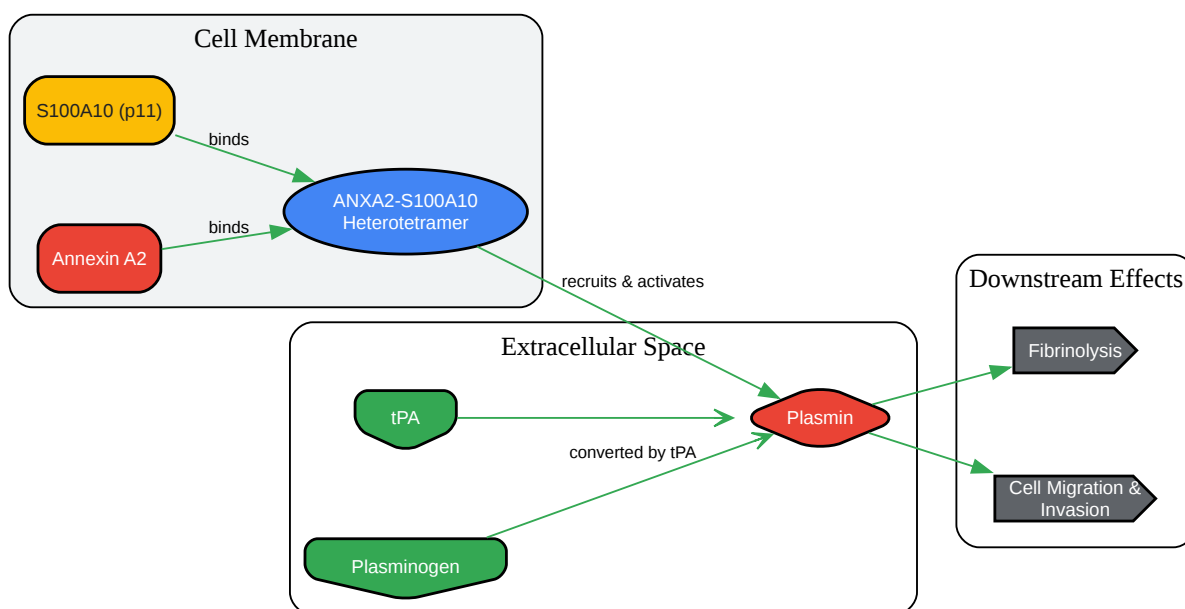 Cell Membrane
S100A10 (p11)
binds
ANXA2-S100A10
Heterotetramer
binds
Annexin A2
recruits & activates
Downstream Effects
Extracellular Space
Fibrinolysis
tPA
Plasmin
converted by tPA
Cell Migration &
Invasion
Plasminogen